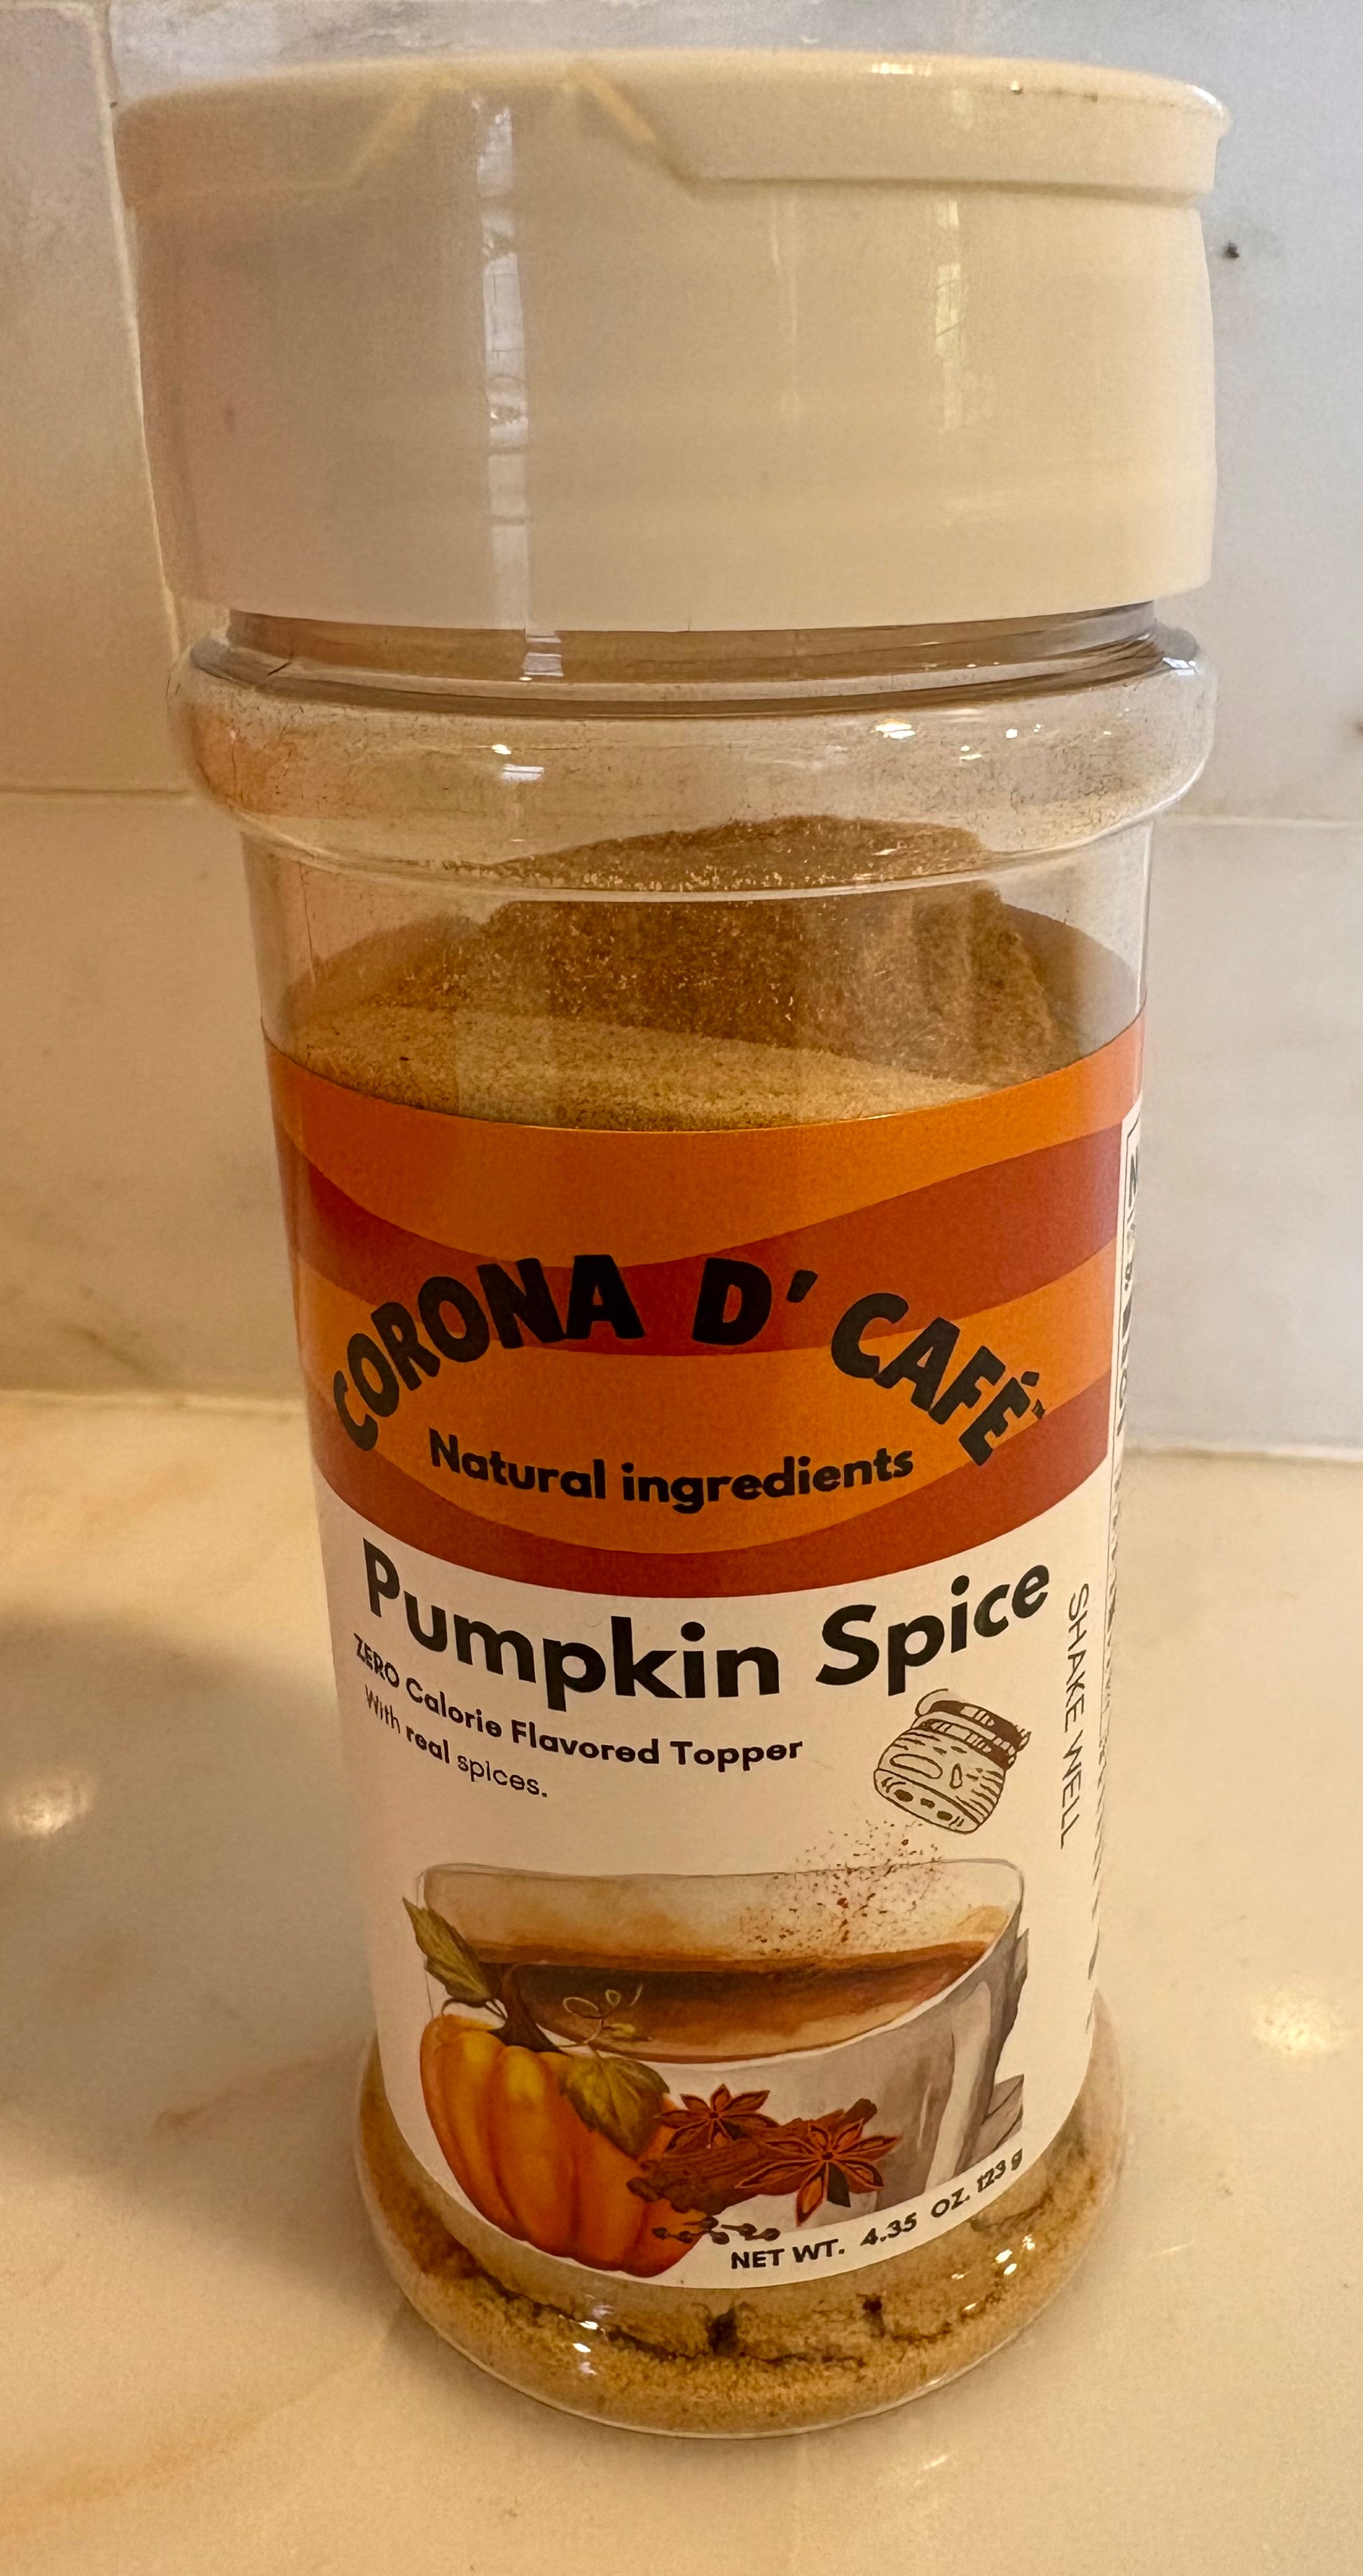 CORONA D' CAFÉ™
Natural ingredients
Pumpkin Spice
ZERO Calorie Flavored Topper
With real spices.
SHAKE WELL
NET WT. 4.35 OZ. 123 g